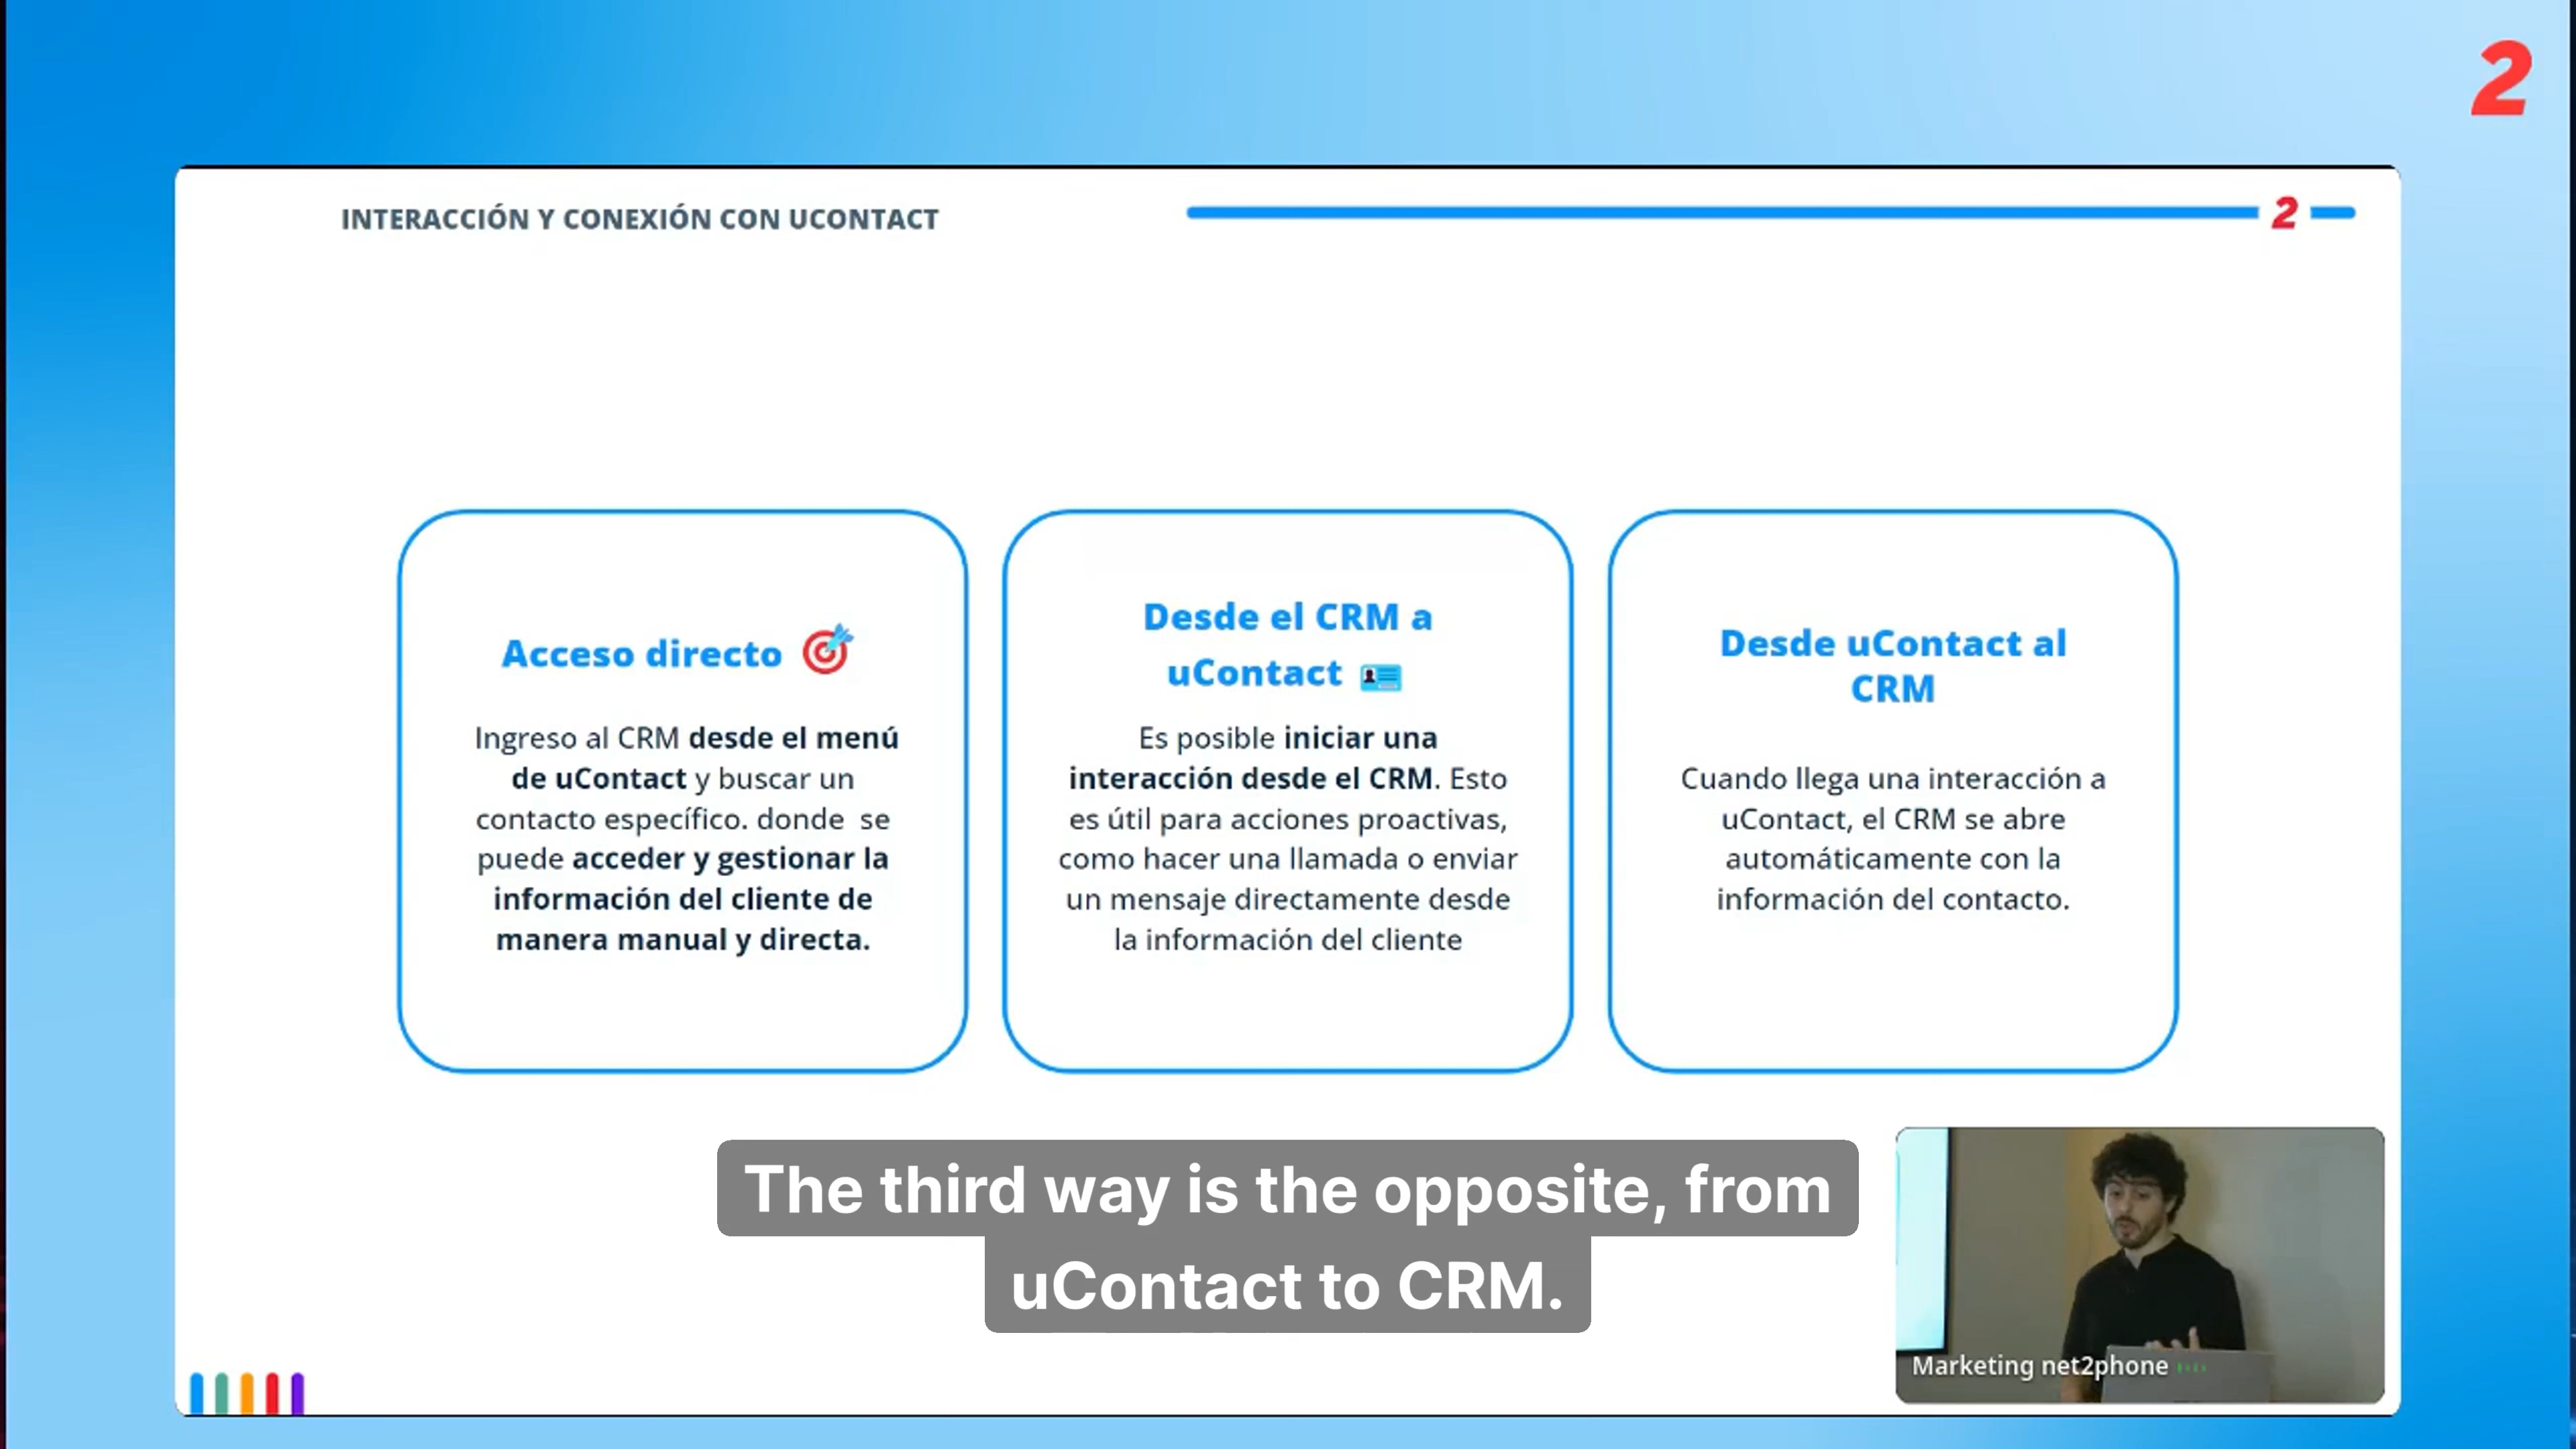 2
INTERACCIÓN Y CONEXIÓN CON UCONTACT
2
Acceso directo
Ingreso al CRM desde el menú
de uContact y buscar un
contacto específico. donde se
puede acceder y gestionar la
información del cliente de
manera manual y directa.
Desde el CRM a
uContact
Es posible iniciar una
interacción desde el CRM. Esto
es útil para acciones proactivas,
como hacer una llamada o enviar
un mensaje directamente desde
la información del cliente
Desde uContact al
CRM
Cuando llega una interacción a
uContact, el CRM se abre
automáticamente con la
información del contacto.
The third way is the opposite, from
uContact to CRM.
Marketing net2phone